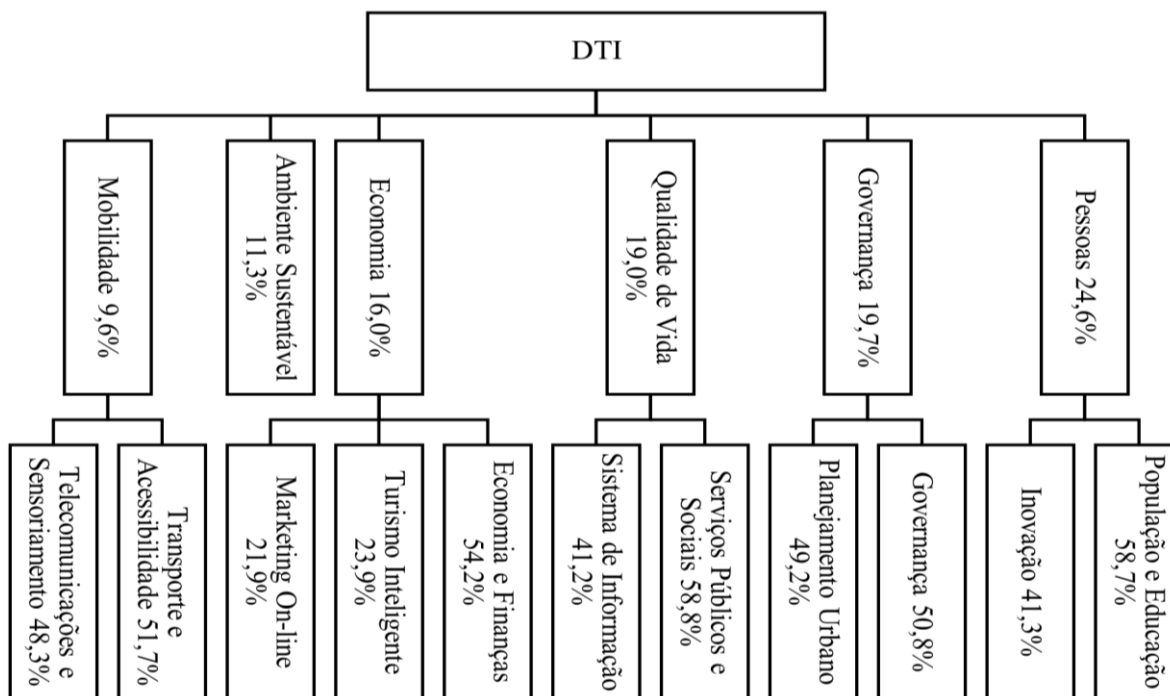 DTI
Mobilidade 9,6%
Ambiente Sustentável
11,3%
Economia 16,0%
Qualidade de Vida
19,0%
Governança 19,7%
Pessoas 24,6%
Telecomunicações e
Sensoriamento 48,3%
Transporte e
Acessibilidade 51,7%
Marketing On-line
21,9%
Turismo Inteligente
23,9%
Economia e Finanças
54,2%
Sistema de Informação
41,2%
Serviços Públicos e
Sociais 58,8%
Planejamento Urbano
49,2%
Governança 50,8%
Inovação 41,3%
População e Educação
58,7%